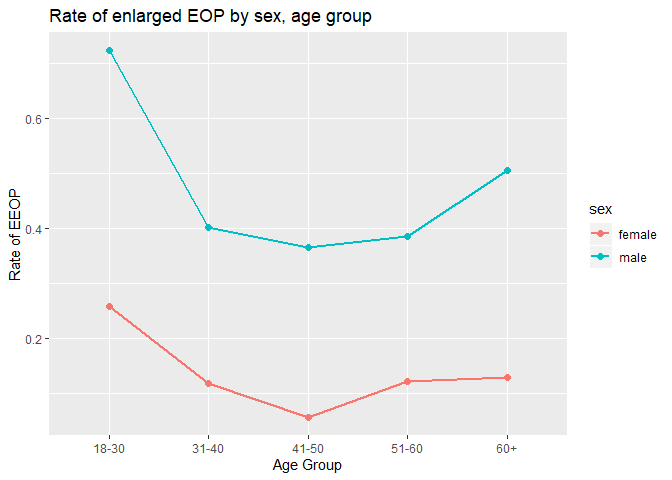 Rate of enlarged EOP by sex, age group
Rate of EEOP
0.6
0.4
0.2
18-30 31-40 41-50 51-60 60+
Age Group
sex
female
male